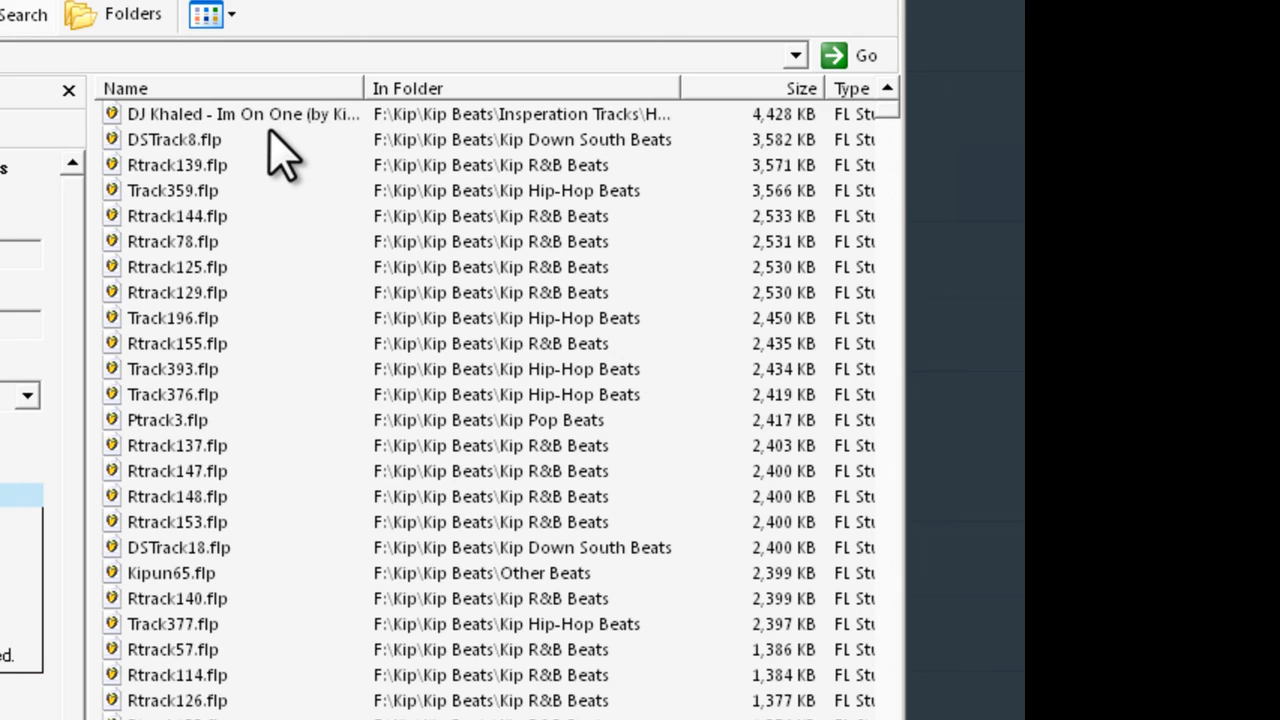 Search Folders
Go
Name In Folder Size Type
DJ Khaled - Im On One (by Ki... F:\Kip\Kip Beats\Insperation Tracks\H... 4,428 KB FL Stu
s
DSTrack8.flp F:\Kip\Kip Beats\Kip Down South Beats 3,582 KB FL Stu
Rtrack139.flp F:\Kip\Kip Beats\Kip R&B Beats 3,571 KB FL Stu
Track359.flp F:\Kip\Kip Beats\Kip Hip-Hop Beats 3,566 KB FL Stu
Rtrack144.flp F:\Kip\Kip Beats\Kip R&B Beats 2,533 KB FL Stu
Rtrack78.flp F:\Kip\Kip Beats\Kip R&B Beats 2,531 KB FL Stu
Rtrack125.flp F:\Kip\Kip Beats\Kip R&B Beats 2,530 KB FL Stu
Rtrack129.flp F:\Kip\Kip Beats\Kip R&B Beats 2,530 KB FL Stu
Track196.flp F:\Kip\Kip Beats\Kip Hip-Hop Beats 2,450 KB FL Stu
Rtrack155.flp F:\Kip\Kip Beats\Kip R&B Beats 2,435 KB FL Stu
Track393.flp F:\Kip\Kip Beats\Kip Hip-Hop Beats 2,434 KB FL Stu
Track376.flp F:\Kip\Kip Beats\Kip Hip-Hop Beats 2,419 KB FL Stu
Ptrack3.flp F:\Kip\Kip Beats\Kip Pop Beats 2,417 KB FL Stu
Rtrack137.flp F:\Kip\Kip Beats\Kip R&B Beats 2,403 KB FL Stu
Rtrack147.flp F:\Kip\Kip Beats\Kip R&B Beats 2,400 KB FL Stu
Rtrack148.flp F:\Kip\Kip Beats\Kip R&B Beats 2,400 KB FL Stu
Rtrack153.flp F:\Kip\Kip Beats\Kip R&B Beats 2,400 KB FL Stu
DSTrack18.flp F:\Kip\Kip Beats\Kip Down South Beats 2,400 KB FL Stu
Kipun65.flp F:\Kip\Kip Beats\Other Beats 2,399 KB FL Stu
Rtrack140.flp F:\Kip\Kip Beats\Kip R&B Beats 2,399 KB FL Stu
Track377.flp F:\Kip\Kip Beats\Kip Hip-Hop Beats 2,397 KB FL Stu
Rtrack57.flp F:\Kip\Kip Beats\Kip R&B Beats 1,386 KB FL Stu
ed.
Rtrack114.flp F:\Kip\Kip Beats\Kip R&B Beats 1,384 KB FL Stu
Rtrack126.flp F:\Kip\Kip Beats\Kip R&B Beats 1,377 KB FL Stu